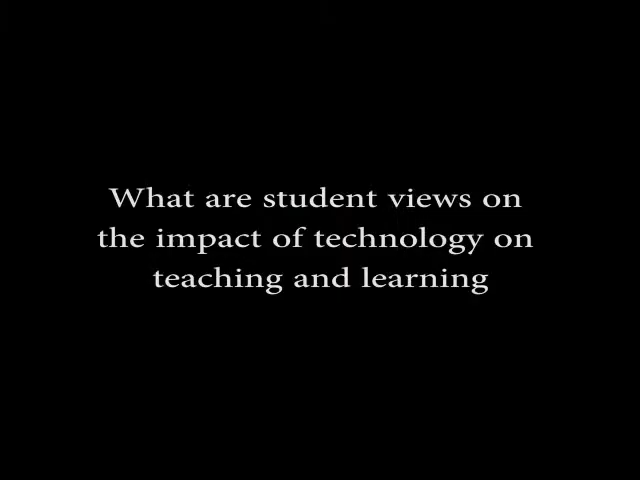 What are student views on
the impact of technology on
teaching and learning